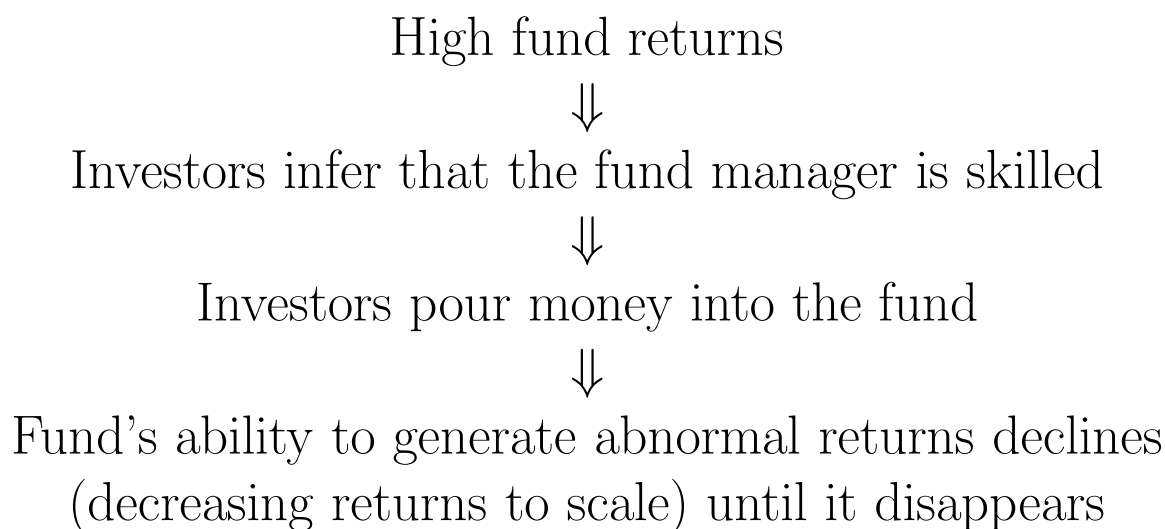 High fund returns
⇓
Investors infer that the fund manager is skilled
⇓
Investors pour money into the fund
⇓
Fund's ability to generate abnormal returns declines
(decreasing returns to scale) until it disappears